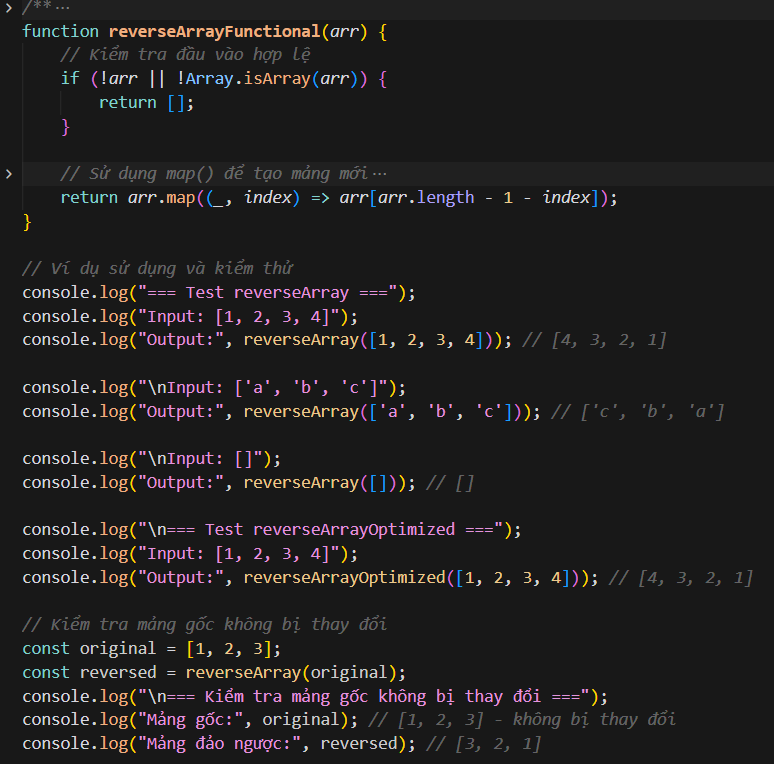 /**⋯
function reverseArrayFunctional(arr) {
    // Kiểm tra đầu vào hợp lệ
    if (!arr || !Array.isArray(arr)) {
        return [];
    }

    // Sử dụng map() để tạo mảng mới⋯
    return arr.map((_, index) => arr[arr.length - 1 - index]);
}

// Ví dụ sử dụng và kiểm thử
console.log("=== Test reverseArray ===");
console.log("Input: [1, 2, 3, 4]");
console.log("Output:", reverseArray([1, 2, 3, 4])); // [4, 3, 2, 1]

console.log("\nInput: ['a', 'b', 'c']");
console.log("Output:", reverseArray(['a', 'b', 'c'])); // ['c', 'b', 'a']

console.log("\nInput: []");
console.log("Output:", reverseArray([])); // []

console.log("\n=== Test reverseArrayOptimized ===");
console.log("Input: [1, 2, 3, 4]");
console.log("Output:", reverseArrayOptimized([1, 2, 3, 4])); // [4, 3, 2, 1]

// Kiểm tra mảng gốc không bị thay đổi
const original = [1, 2, 3];
const reversed = reverseArray(original);
console.log("\n=== Kiểm tra mảng gốc không bị thay đổi ===");
console.log("Mảng gốc:", original); // [1, 2, 3] - không bị thay đổi
console.log("Mảng đảo ngược:", reversed); // [3, 2, 1]